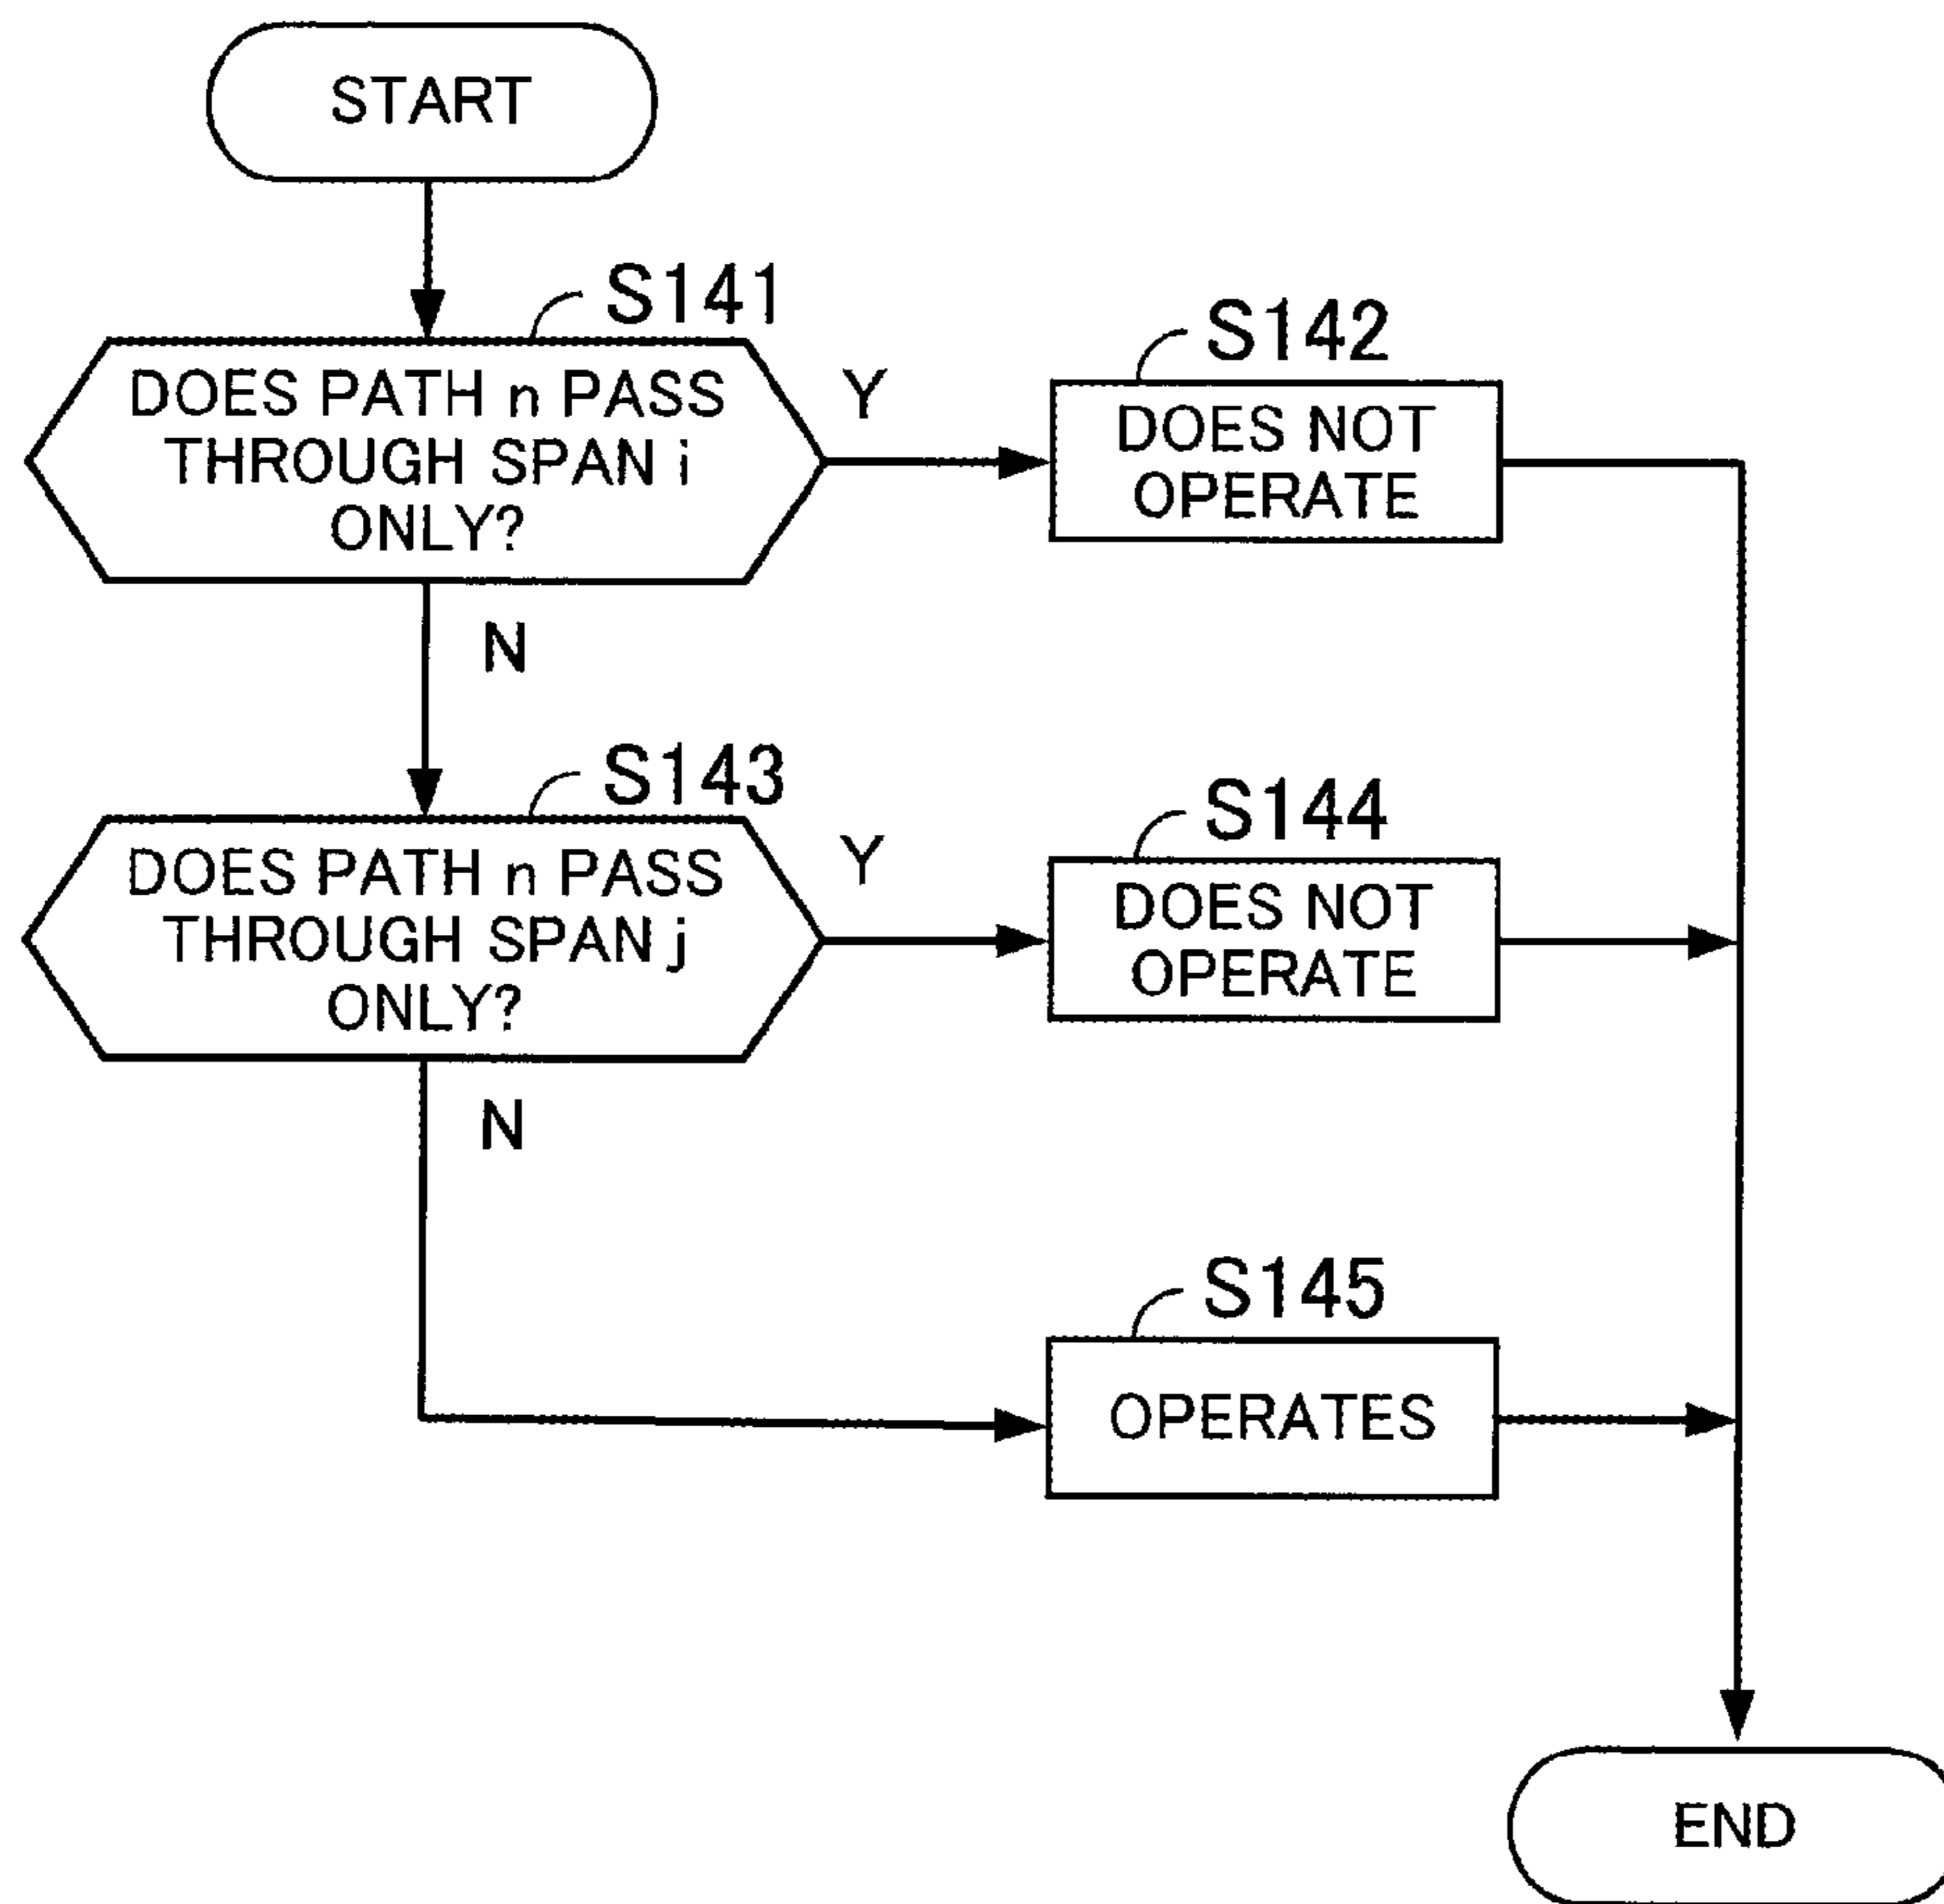 START
S141
DOES PATH n PASS
THROUGH SPAN i
ONLY?
Y
S142
DOES NOT
OPERATE
N
S143
DOES PATH n PASS
THROUGH SPAN j
ONLY?
Y
S144
DOES NOT
OPERATE
N
S145
OPERATES
END